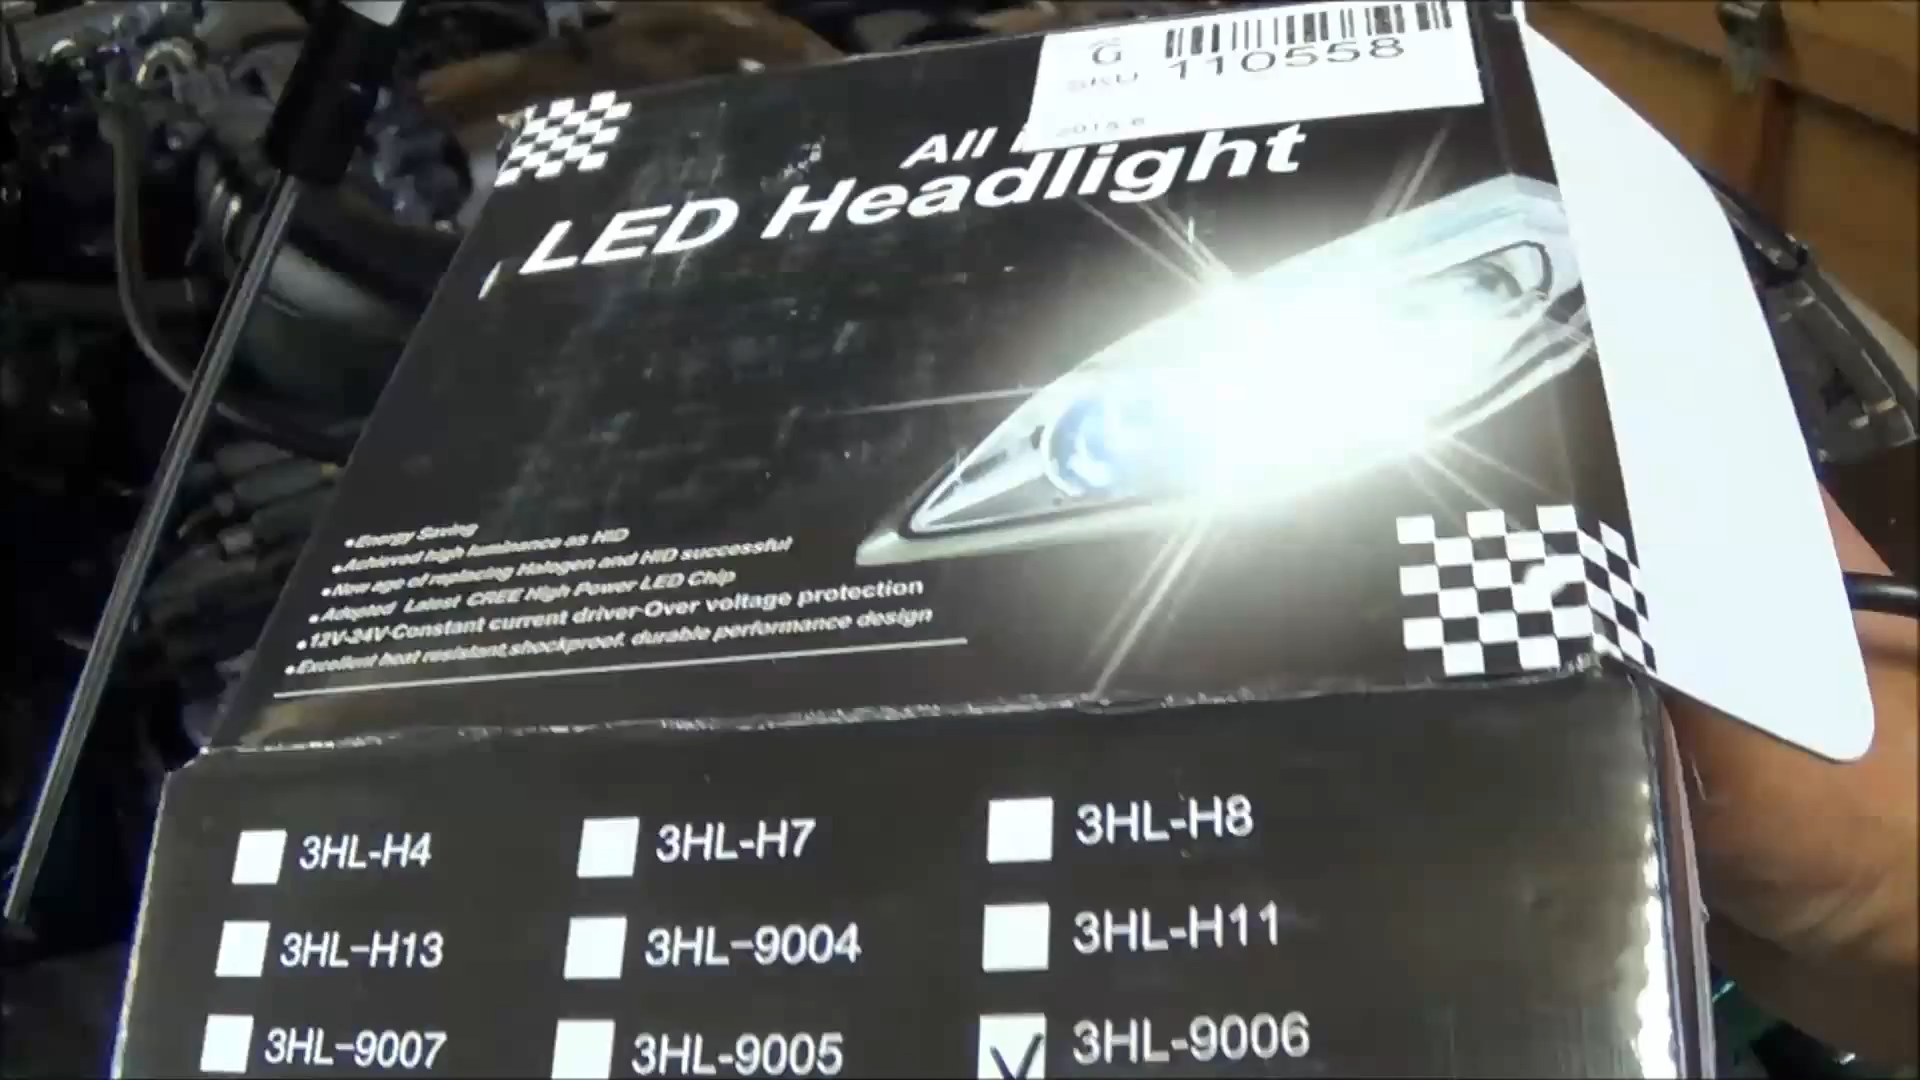 G
SKU 110558
2015-6
All
LED Headlight
•Energy Saving
•Achieved high luminance as HID
•New age of replacing Halogen and HID successful
•Adopted Latest CREE High Power LED Chip
•12V-24V-Constant current driver-Over voltage protection
•Excellent heat resistant,shockproof, durable performance design
3HL-H4 3HL-H7 3HL-H8
3HL-H13 3HL-9004 3HL-H11
3HL-9007 3HL-9005 3HL-9006